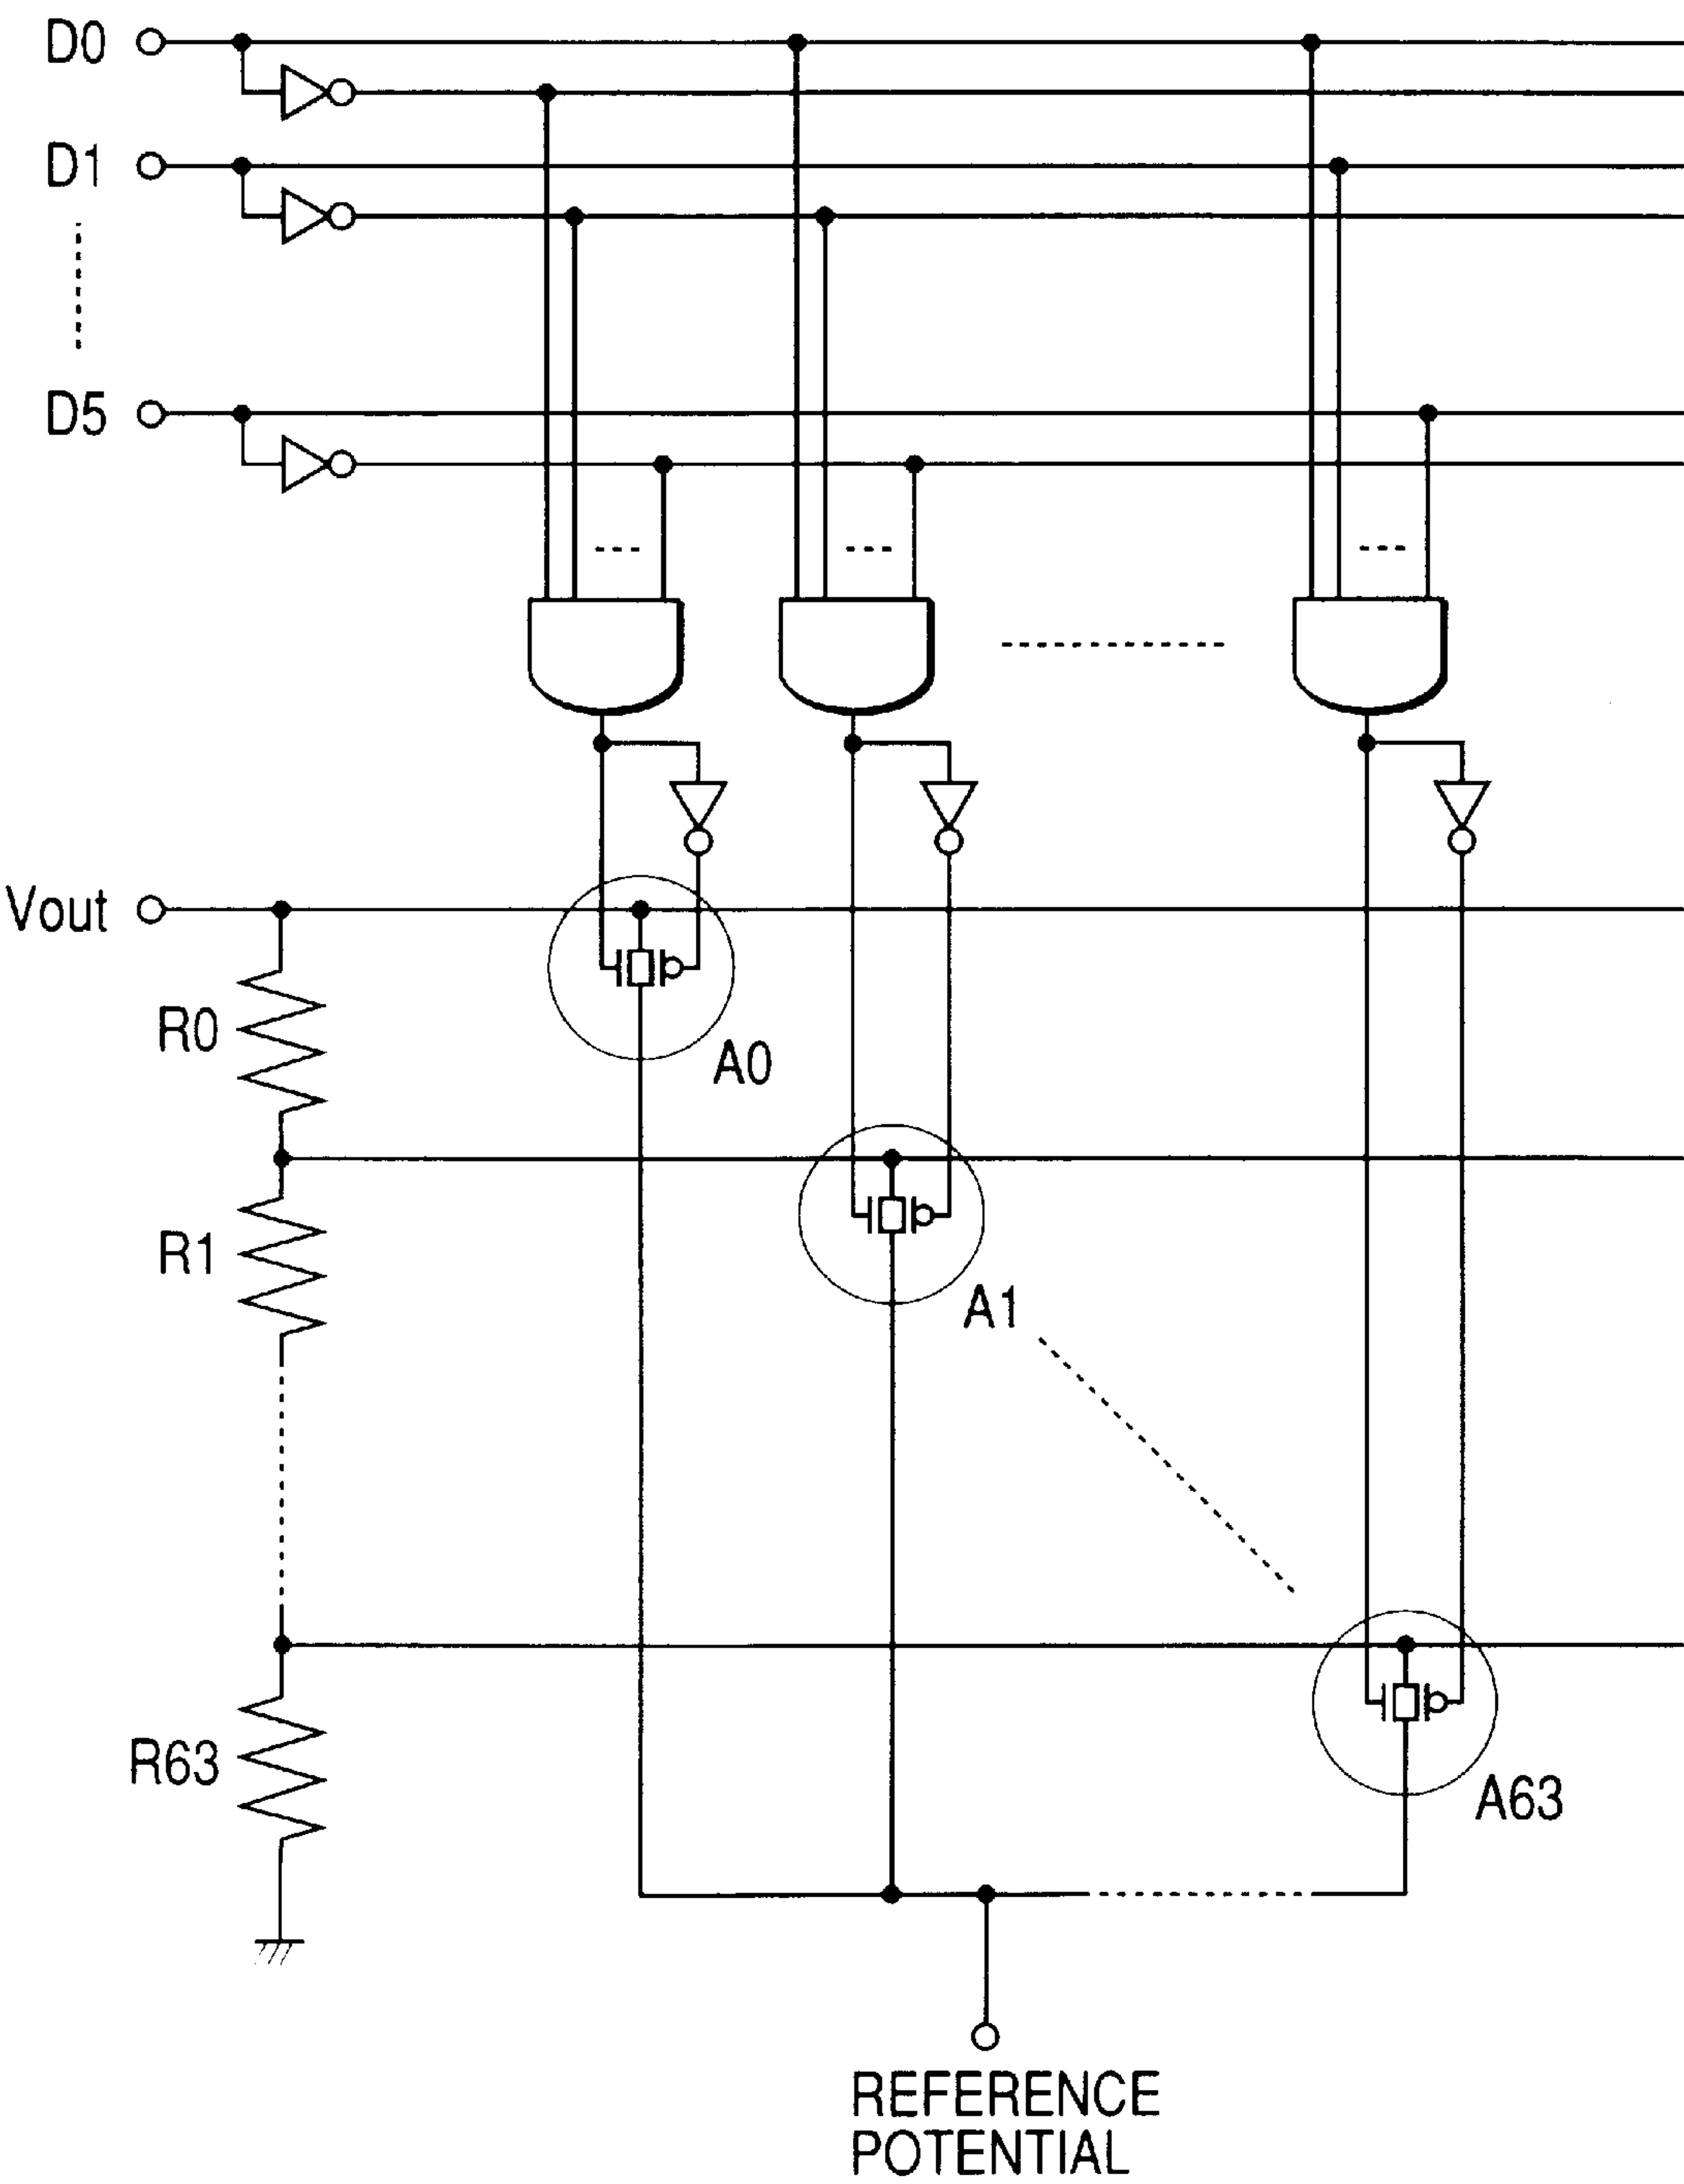 D0
D1
D5
Vout
R0
A0
R1
A1
R63
A63
REFERENCE
POTENTIAL